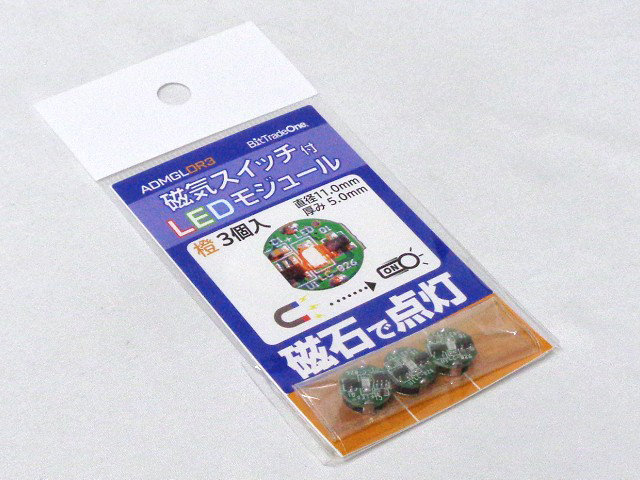 ADMGLOR3
BitTradeOne.
磁気スイッチ付
LEDモジュール
橙 3個入
直径11.0mm
厚み 5.0mm
ON
磁石で点灯